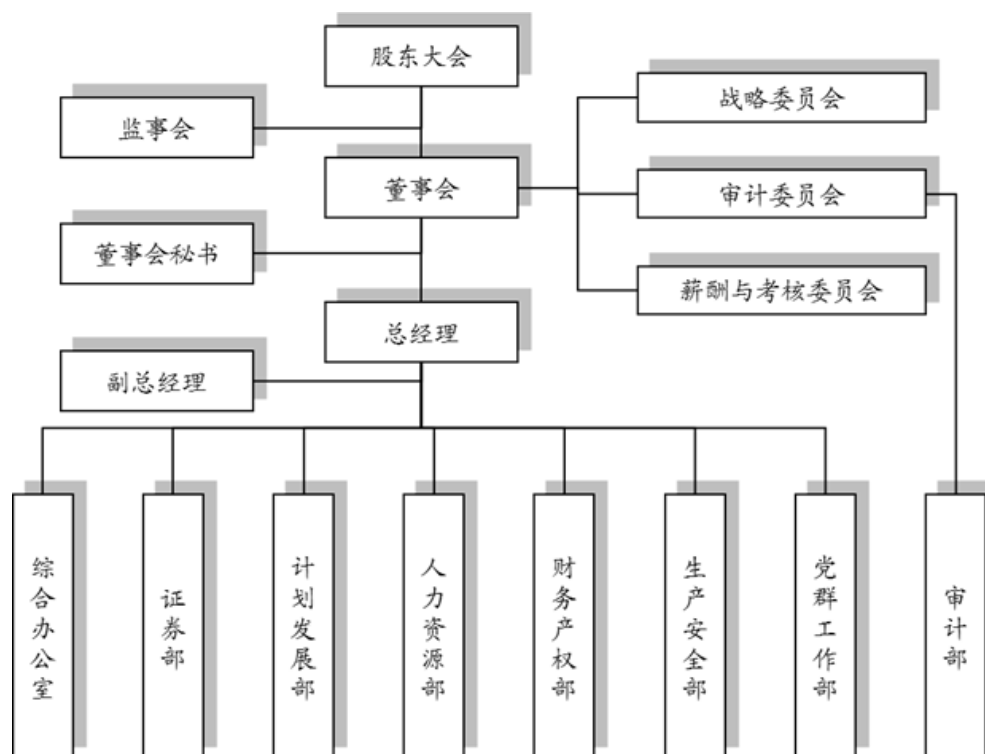 股东大会
监事会
战略委员会
董事会
审计委员会
董事会秘书
薪酬与考核委员会
总经理
副总经理
综合办公室
证券部
计划发展部
人力资源部
财务产权部
生产安全部
党群工作部
审计部